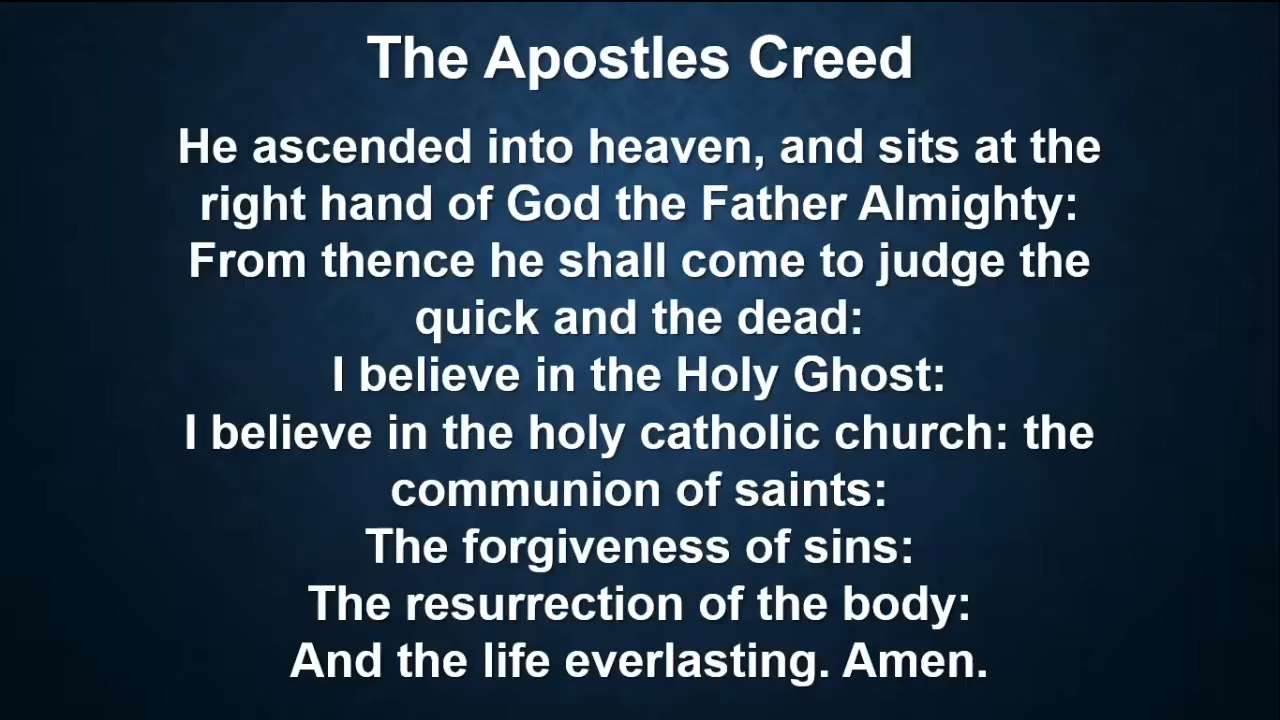 The Apostles Creed
He ascended into heaven, and sits at the
right hand of God the Father Almighty:
From thence he shall come to judge the
quick and the dead:
I believe in the Holy Ghost:
I believe in the holy catholic church: the
communion of saints:
The forgiveness of sins:
The resurrection of the body:
And the life everlasting. Amen.